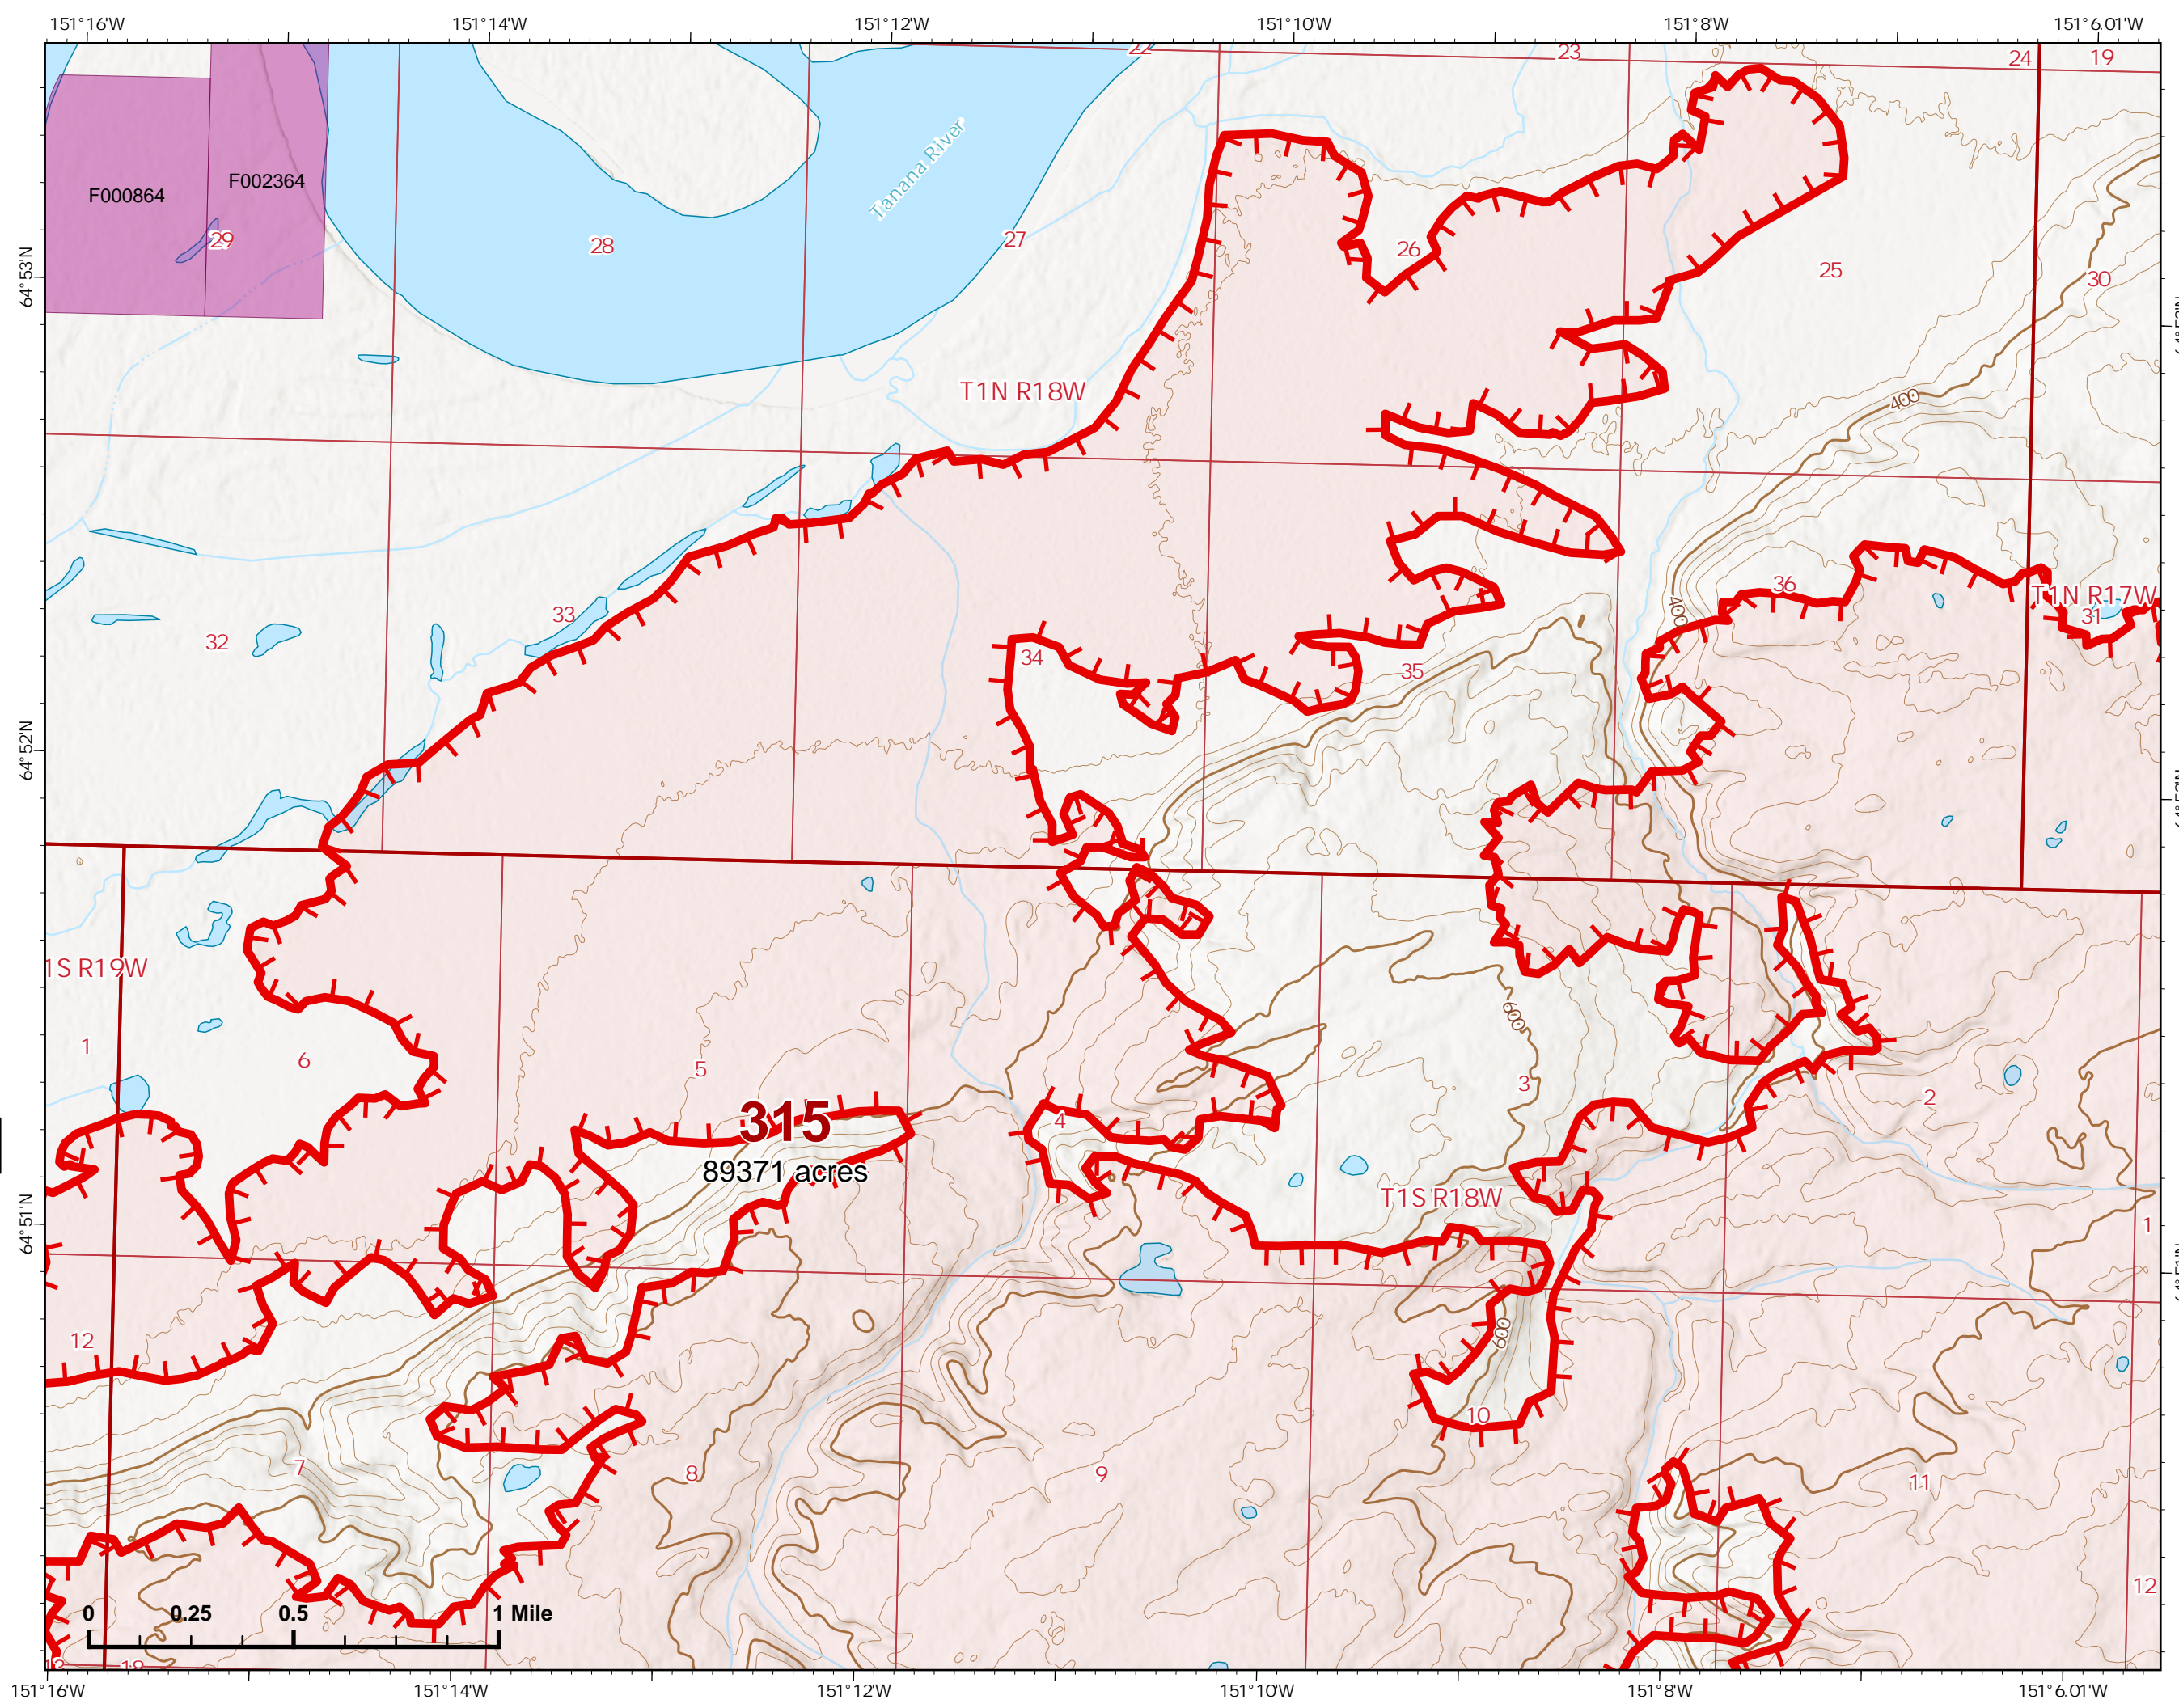 151°16'W 151°14'W 151°12'W 151°10'W 151°8'W 151°6.01'W
22 23 24 19
F000864 F002364
Tanana River
29 28 27 26 25 30
64°53'N
T1N R18W
400
33 32 34 35 36 400
T1N R17W
31
64°52'N
1S R19W
600
1 6 5 3 2
315
4
89371 acres
T1S R18W
64°51'N
1
12 600
10
7 8 9 11
12
0 0.25 0.5 1 Mile
18
151°16'W 151°14'W 151°12'W 151°10'W 151°8'W 151°6.01'W